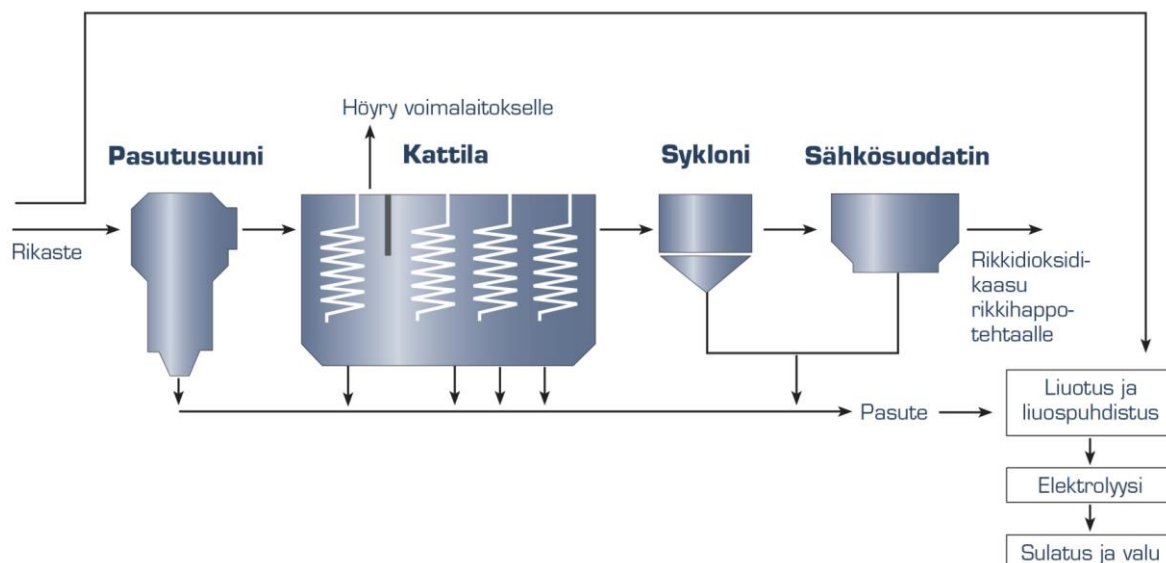 Höyry voimalaitokselle
Pasutusuuni
Kattila
Sykloni
Sähkösuodatin
Rikaste
Rikkidioksidi-
kaasu
rikkihappo-
tehtaalle
Pasute
Liuotus ja
liuospuhdistus
Elektrolyysi
Sulatus ja valu